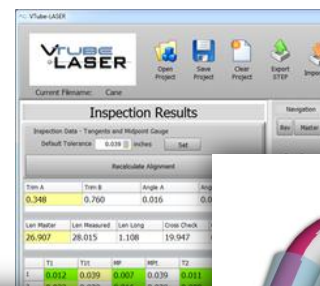 VTube-LASER
VTUBE
LASER
Open Project
Save Project
Clear Project
Export STEP
Current Filename: Cane
Inspection Results
Navigation
Inspection Data - Tangents and Midpoint Gauge
Rev Master
Default Tolerance 0.039 inches Set
Recalculate Alignment
Trim A Trim B Angle A
0.348 0.760 0.016
Len Master Len Measured Len Long Cross Check
26.907 28.015 1.108 19.947
T1 T1t MP MPt T2
1 0.012 0.039 0.007 0.039 0.011